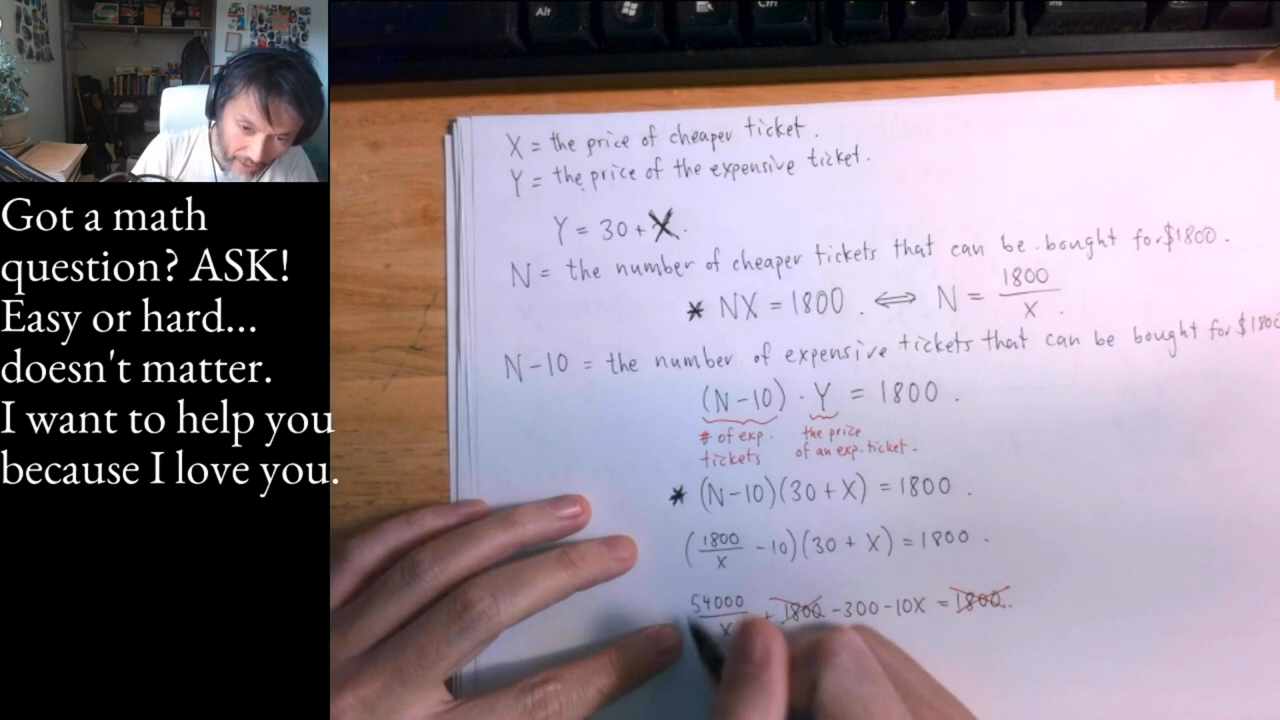 Got a math
question? ASK!
Easy or hard...
doesn't matter.
I want to help you
because I love you.
Alt
Ctrl
X = the price of cheaper ticket.
Y = the price of the expensive ticket.
Y = 30 + X.
N = the number of cheaper tickets that can be bought for $1800.
* NX = 1800. ⟺ N = 1800/X.
N-10 = the number of expensive tickets that can be bought for $180
(N-10) · Y = 1800.
# of exp. tickets
the price of an exp. ticket.
* (N-10)(30+X) = 1800.
(1800/X - 10)(30 + X) = 1800.
54000/X + 1800 - 300 - 10X = 1800.